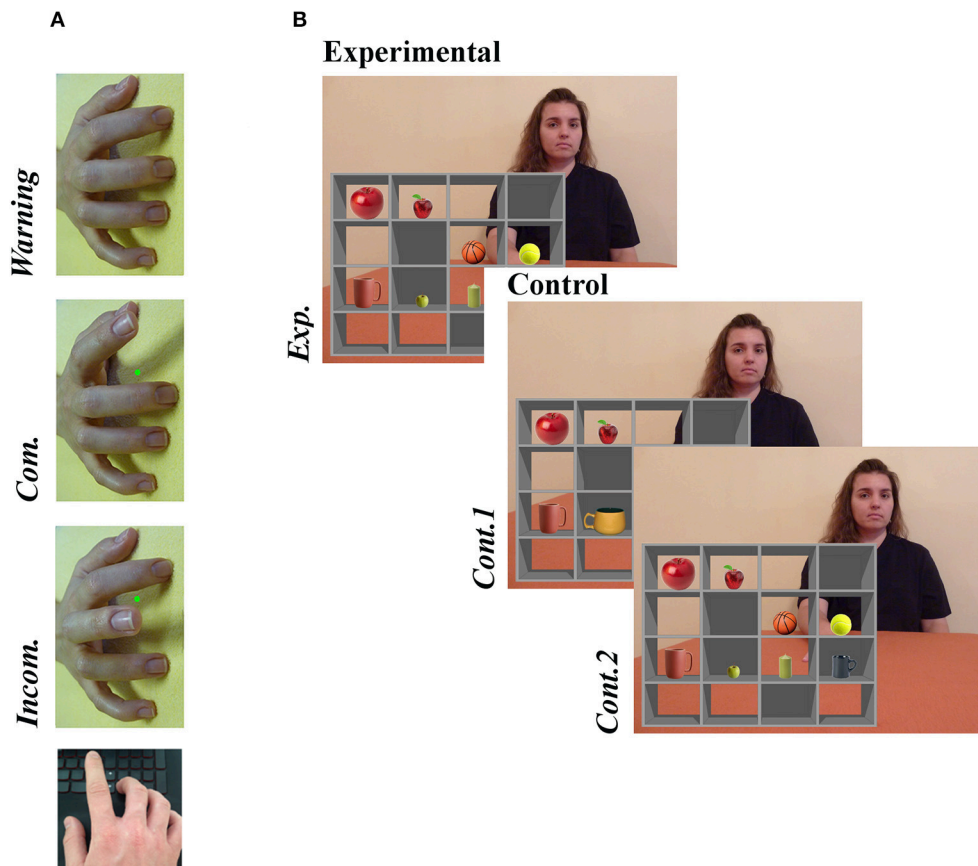 A
B
Experimental
Warning
Com.
Incom.
Exp.
Control
Cont.1
Cont.2